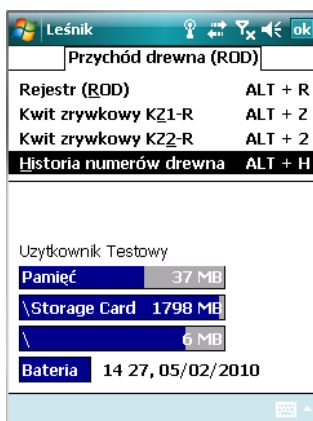 Leśnik ok
Przychód drewna (ROD)
Rejestr (ROD) ALT + R
Kwit zrywkowy KZ1-R ALT + Z
Kwit zrywkowy KZ2-R ALT + 2
Historia numerów drewna ALT + H
Uzytkownik Testowy
Pamięć 37 MB
\Storage Card 1798 MB
\ 6 MB
Bateria 14 27, 05/02/2010